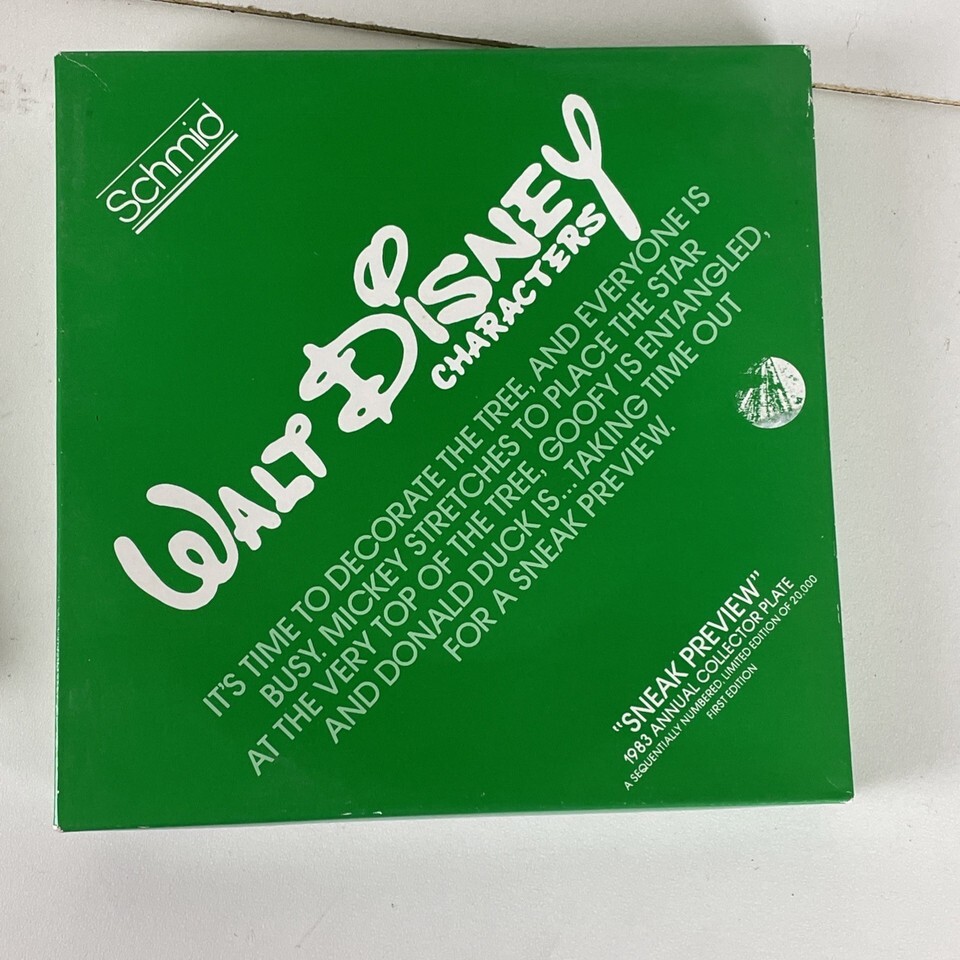 Schmid
WALT DISNEY
CHARACTERS
IT'S TIME TO DECORATE THE TREE, AND EVERYONE IS
BUSY. MICKEY STRETCHES TO PLACE THE STAR
AT THE VERY TOP OF THE TREE, GOOFY IS ENTANGLED,
AND DONALD DUCK IS....TAKING TIME OUT
FOR A SNEAK PREVIEW.
"SNEAK PREVIEW"
1983 ANNUAL COLLECTOR PLATE
A SEQUENTIALLY NUMBERED, LIMITED EDITION OF 20,000
FIRST EDITION